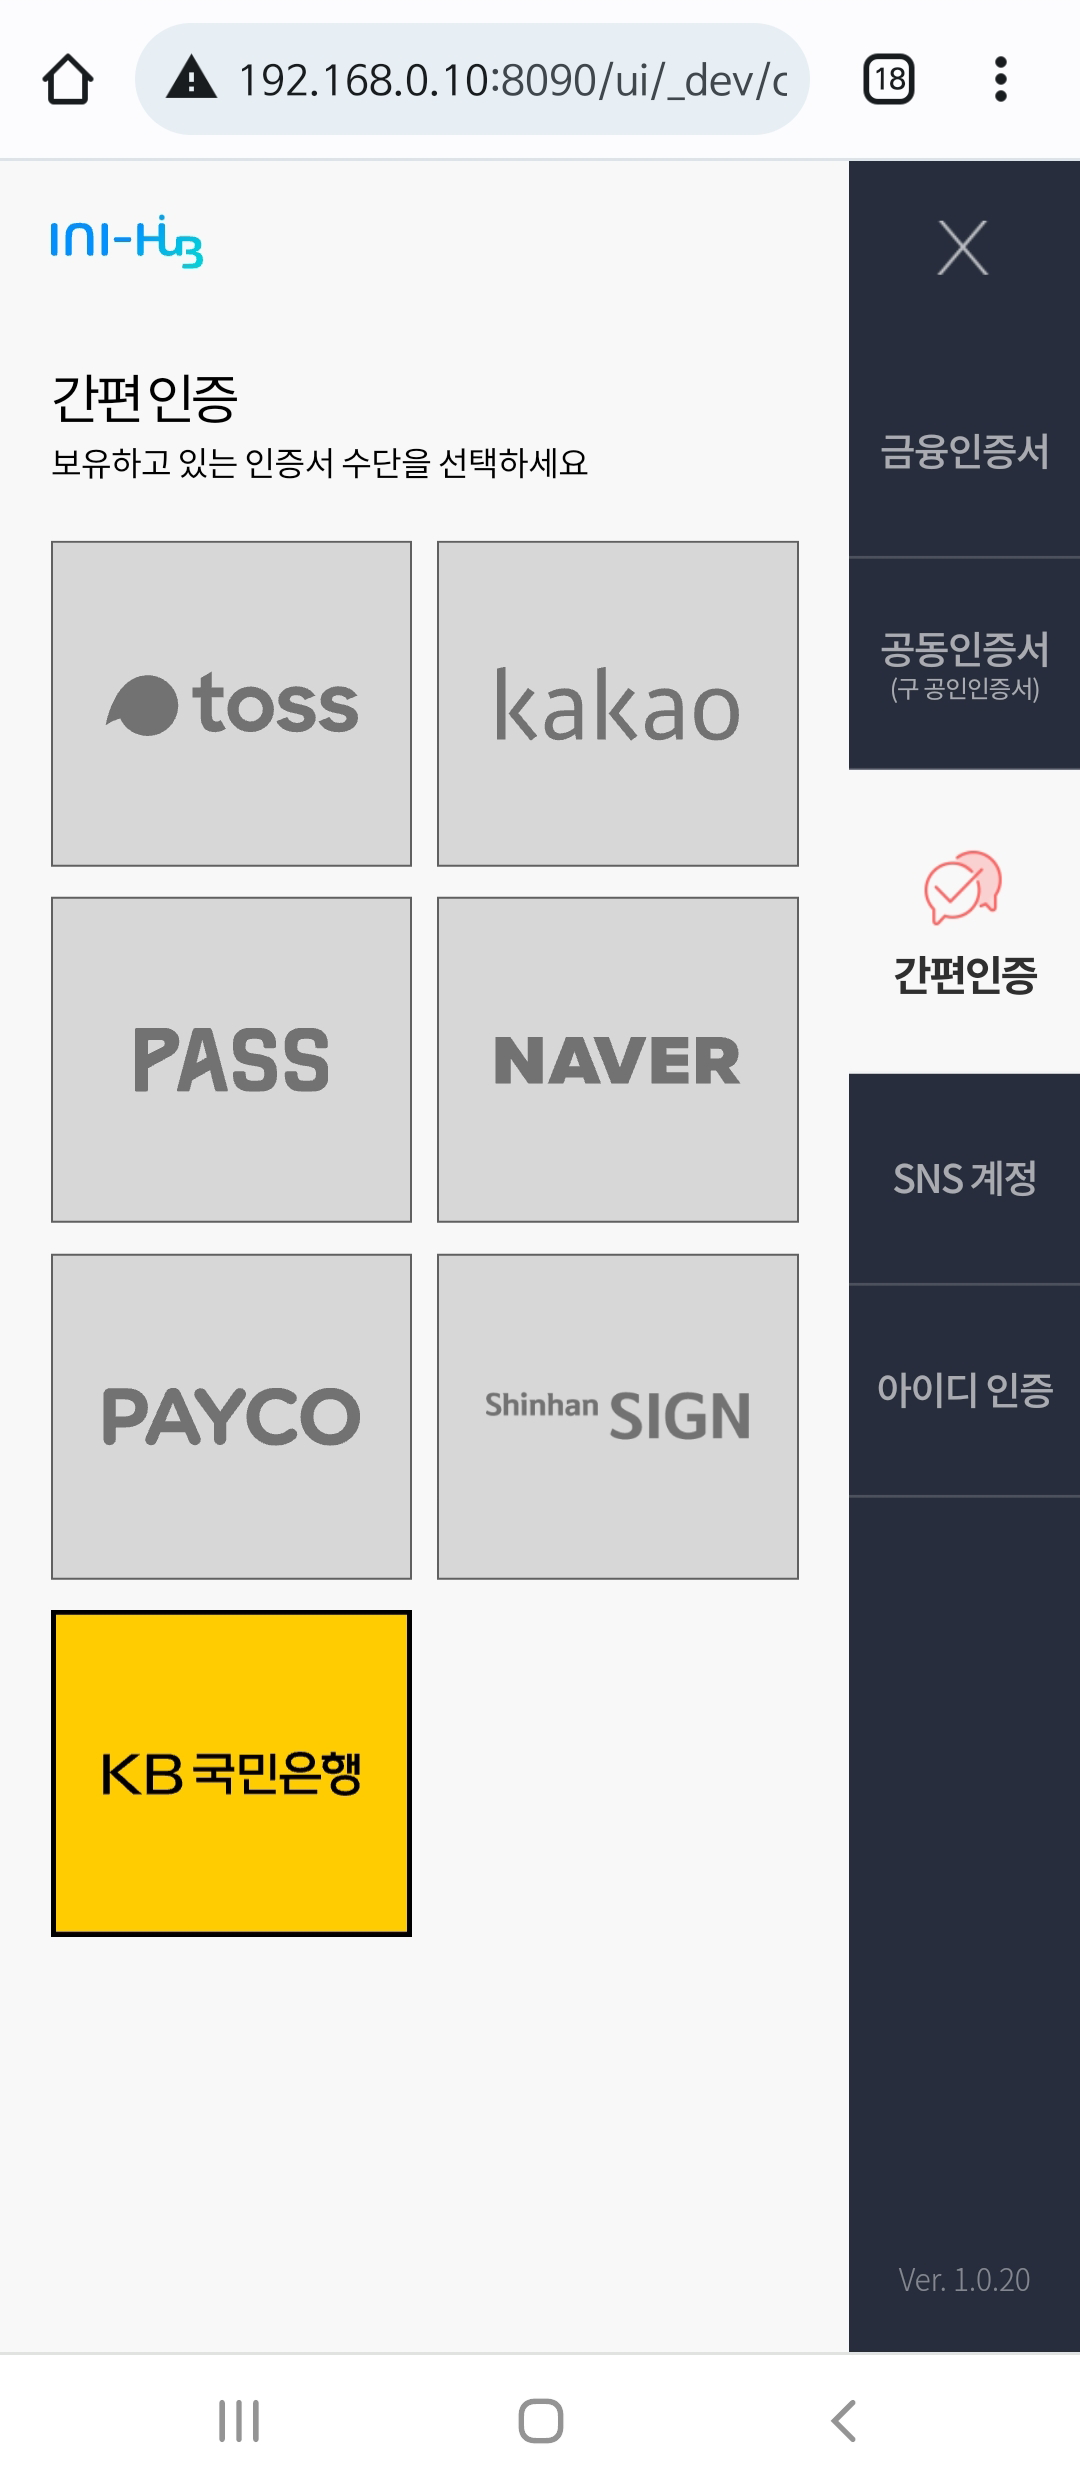 192.168.0.10:8090/ui/_dev/c
18
INI-HuB
간편인증
보유하고 있는 인증서 수단을 선택하세요
toss
kakao
PASS
NAVER
PAYCO
Shinhan SIGN
KB 국민은행
금융인증서
공동인증서
(구 공인인증서)
간편인증
SNS 계정
아이디 인증
Ver. 1.0.20